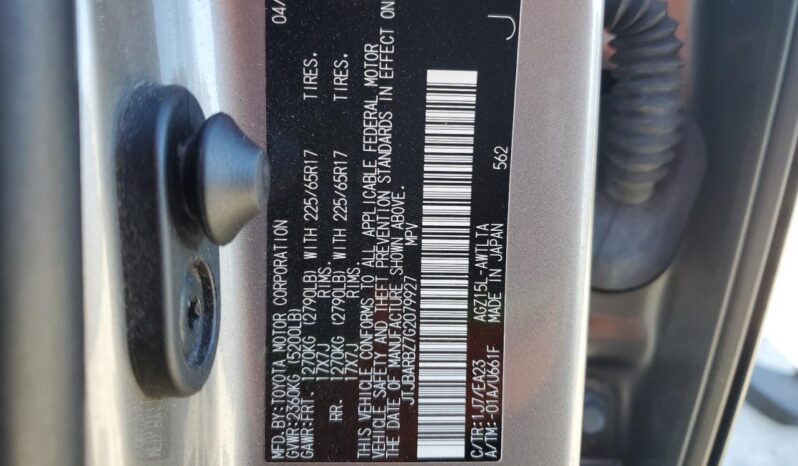 MFD.BY:TOYOTA MOTOR CORPORATION 04/
GVWR:2360KG (5200LB)
GAWR:FRT. 1270KG (2790LB) WITH 225/65R17 TIRES.
17X7J RIMS.
RR. 1270KG (2790LB) WITH 225/65R17 TIRES.
17X7J RIMS.
THIS VEHICLE CONFORMS TO ALL APPLICABLE FEDERAL MOTOR
VEHICLE SAFETY AND THEFT PREVENTION STANDARDS IN EFFECT ON
THE DATE OF MANUFACTURE SHOWN ABOVE.
JTJBARBZ7G2079927 MPV
C/TR:1J7/EA23 AGZ15L-AWTLTA
A/TM:-01A/U661F MADE IN JAPAN 562
J